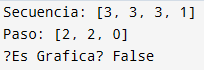 Secuencia: [3, 3, 3, 1]
Paso: [2, 2, 0]
?Es Grafica? False